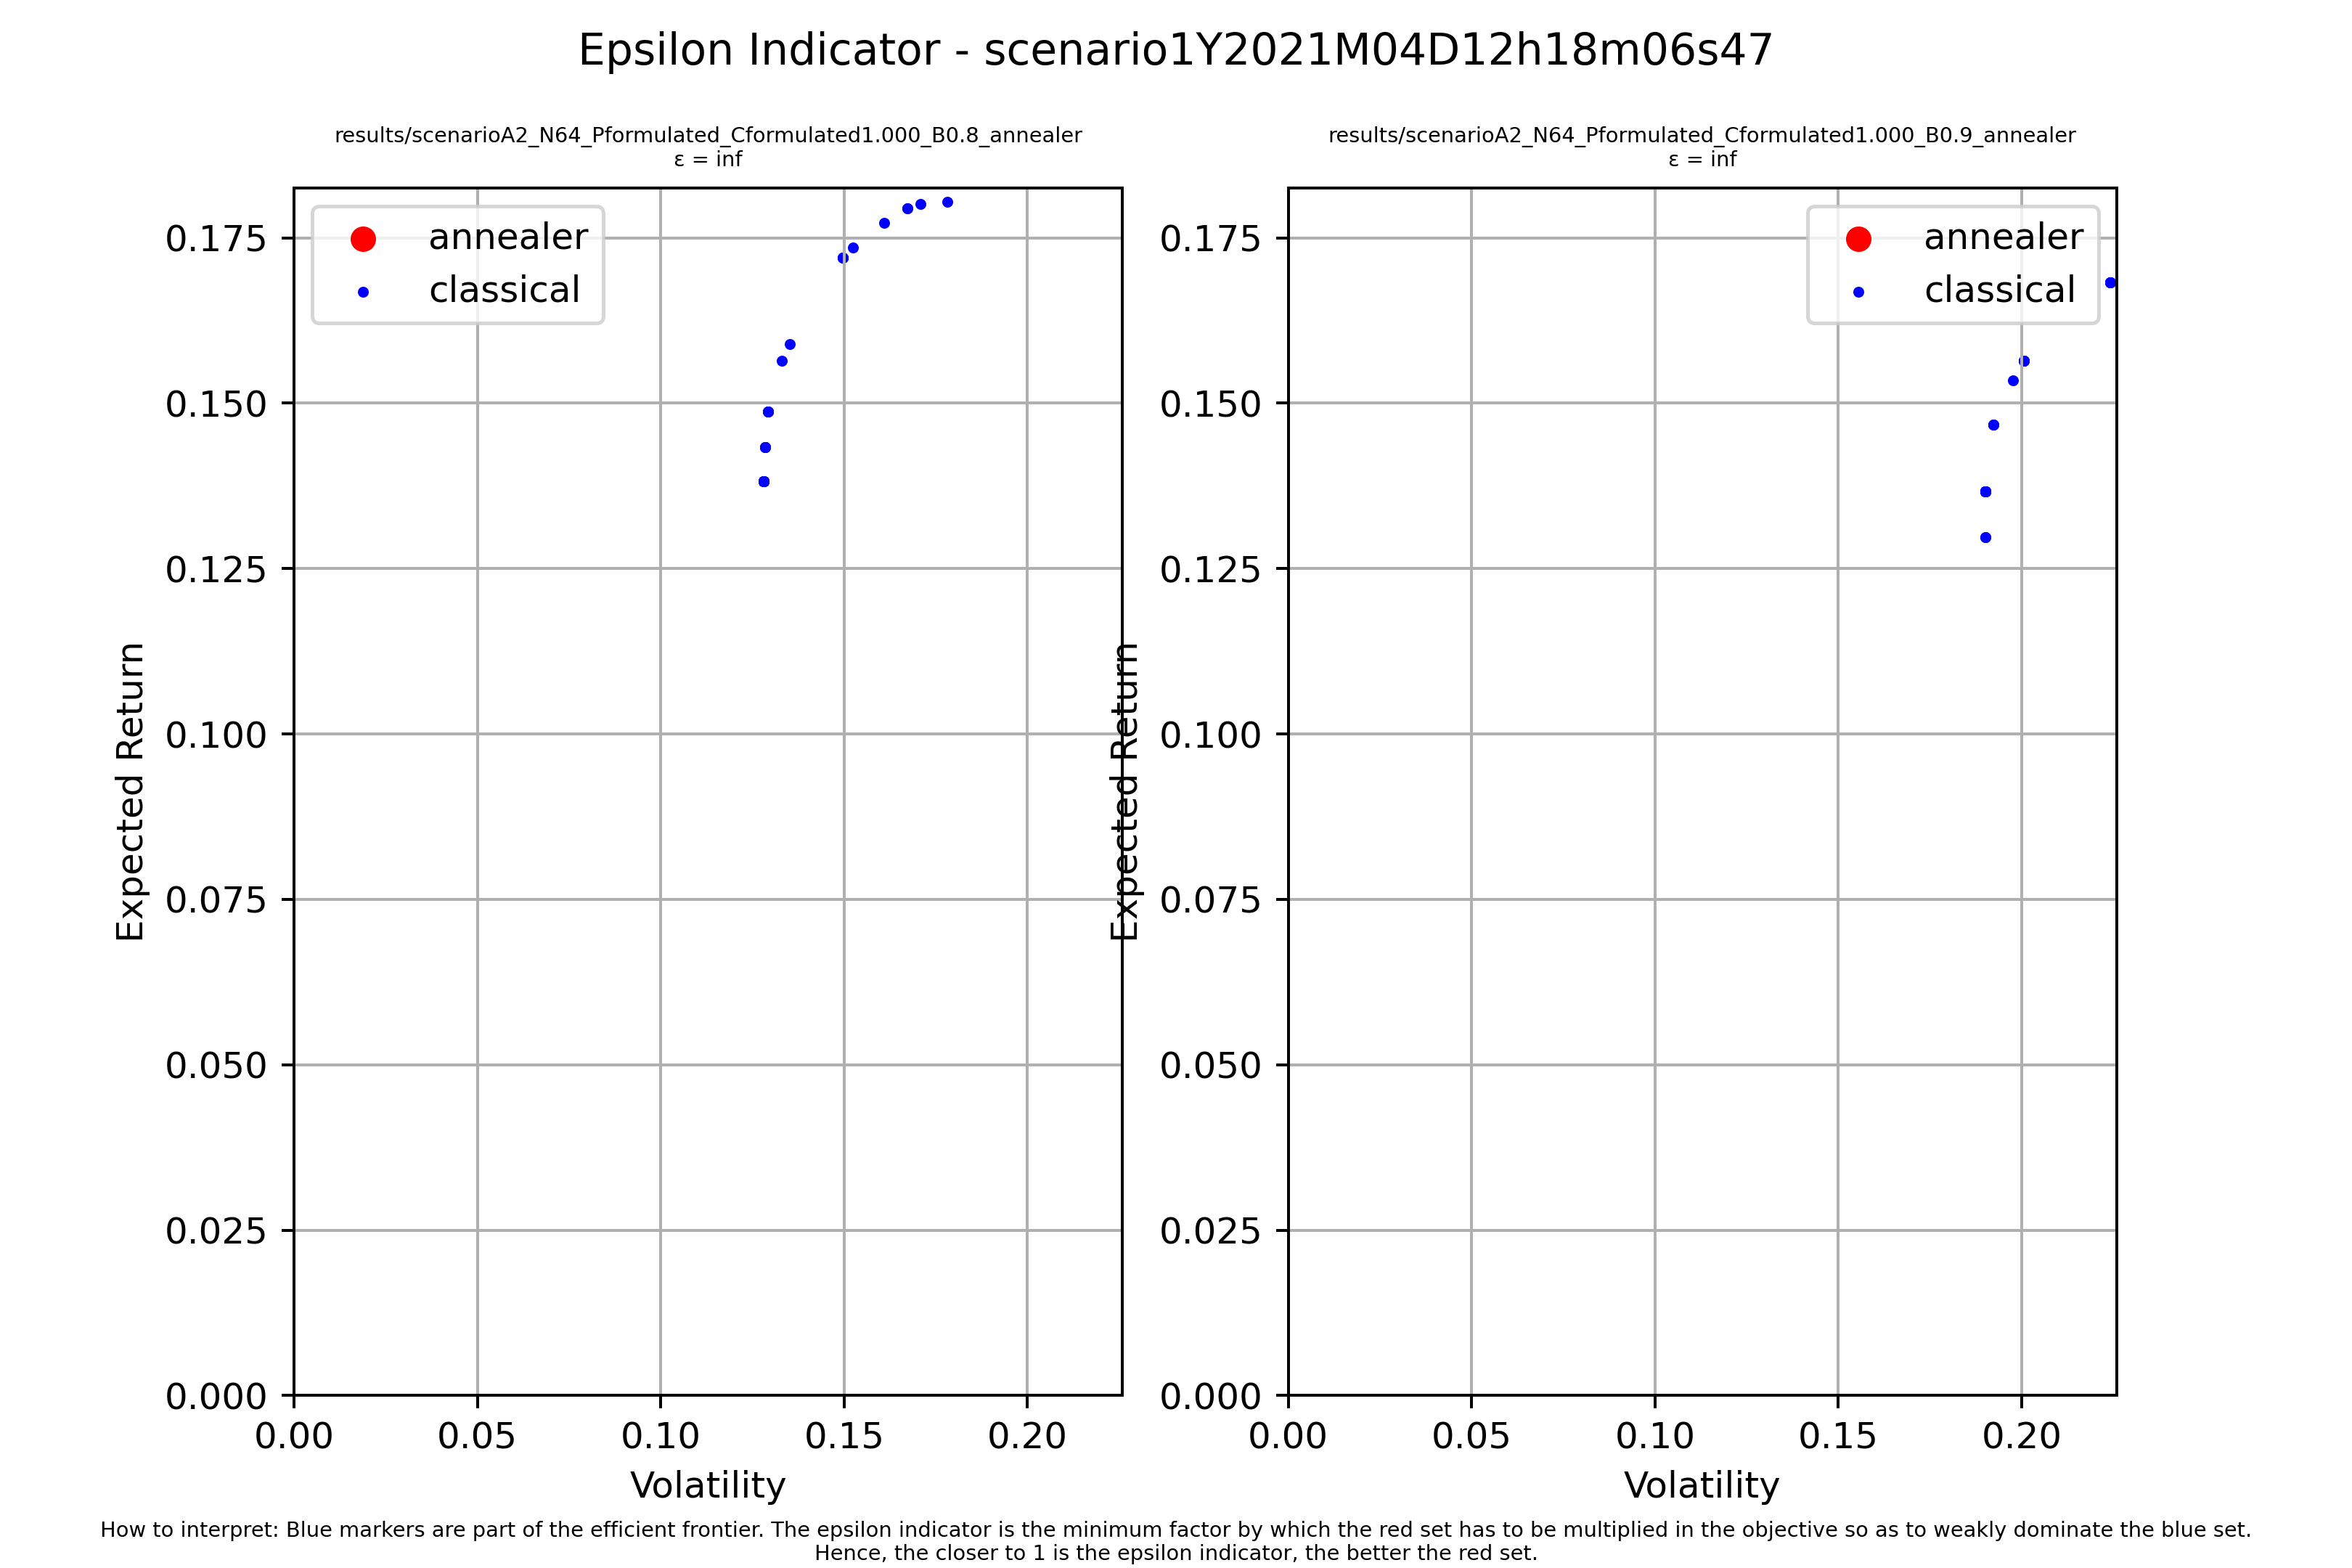 Epsilon Indicator - scenario1Y2021M04D12h18m06s47
results/scenarioA2_N64_Pformulated_Cformulated1.000_B0.8_annealer
ε = inf
annealer
classical
0.175
0.150
0.125
0.100
0.075
0.050
0.025
0.000
Expected Return
0.00 0.05 0.10 0.15 0.20
Volatility
results/scenarioA2_N64_Pformulated_Cformulated1.000_B0.9_annealer
ε = inf
annealer
classical
0.175
0.150
0.125
0.100
0.075
0.050
0.025
0.000
Expected Return
0.00 0.05 0.10 0.15 0.20
Volatility
How to interpret: Blue markers are part of the efficient frontier. The epsilon indicator is the minimum factor by which the red set has to be multiplied in the objective so as to weakly dominate the blue set.
Hence, the closer to 1 is the epsilon indicator, the better the red set.